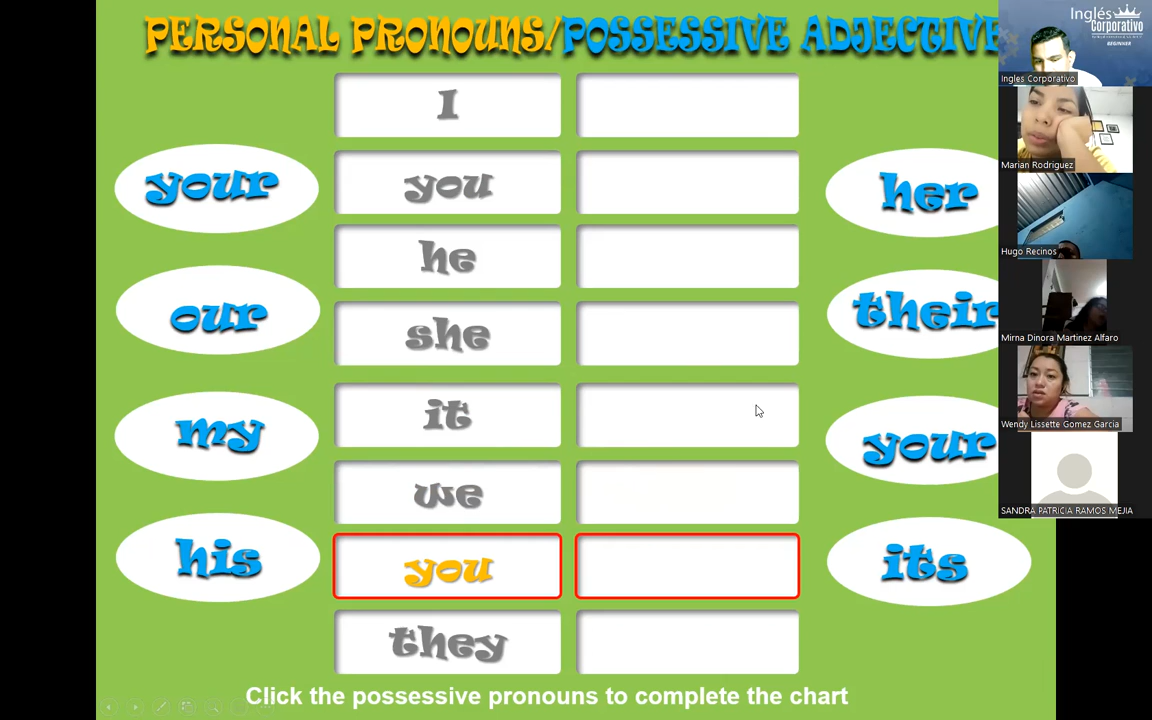 PERSONAL PRONOUNS/POSSESSIVE ADJECTIVE
I
you
he
she
it
we
you
they
your
our
my
his
her
their
your
its
Click the possessive pronouns to complete the chart
Inglés
Corporativo
BEGINNER
Ingles Corporativo
Marian Rodriguez
Hugo Recinos
Mirna Dinora Martinez Alfaro
Wendy Lissette Gomez Garcia
SANDRA PATRICIA RAMOS MEJIA